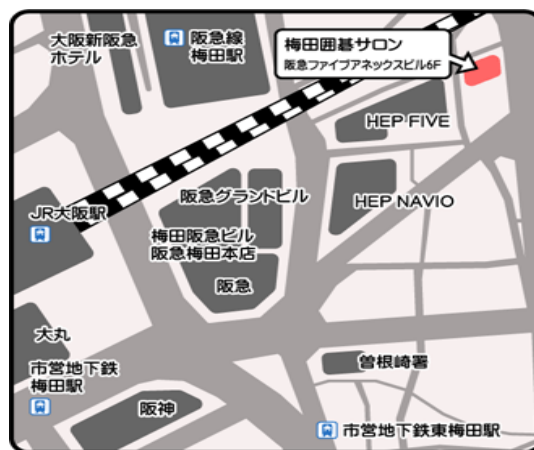 大阪新阪急
ホテル
阪急線
梅田駅
梅田囲碁サロン
阪急ファイブアネックスビル6F
HEP FIVE
阪急グランドビル
HEP NAVIO
JR大阪駅
梅田阪急ビル
阪急梅田本店
阪急
大丸
市営地下鉄
梅田駅
曽根崎署
阪神
市営地下鉄東梅田駅